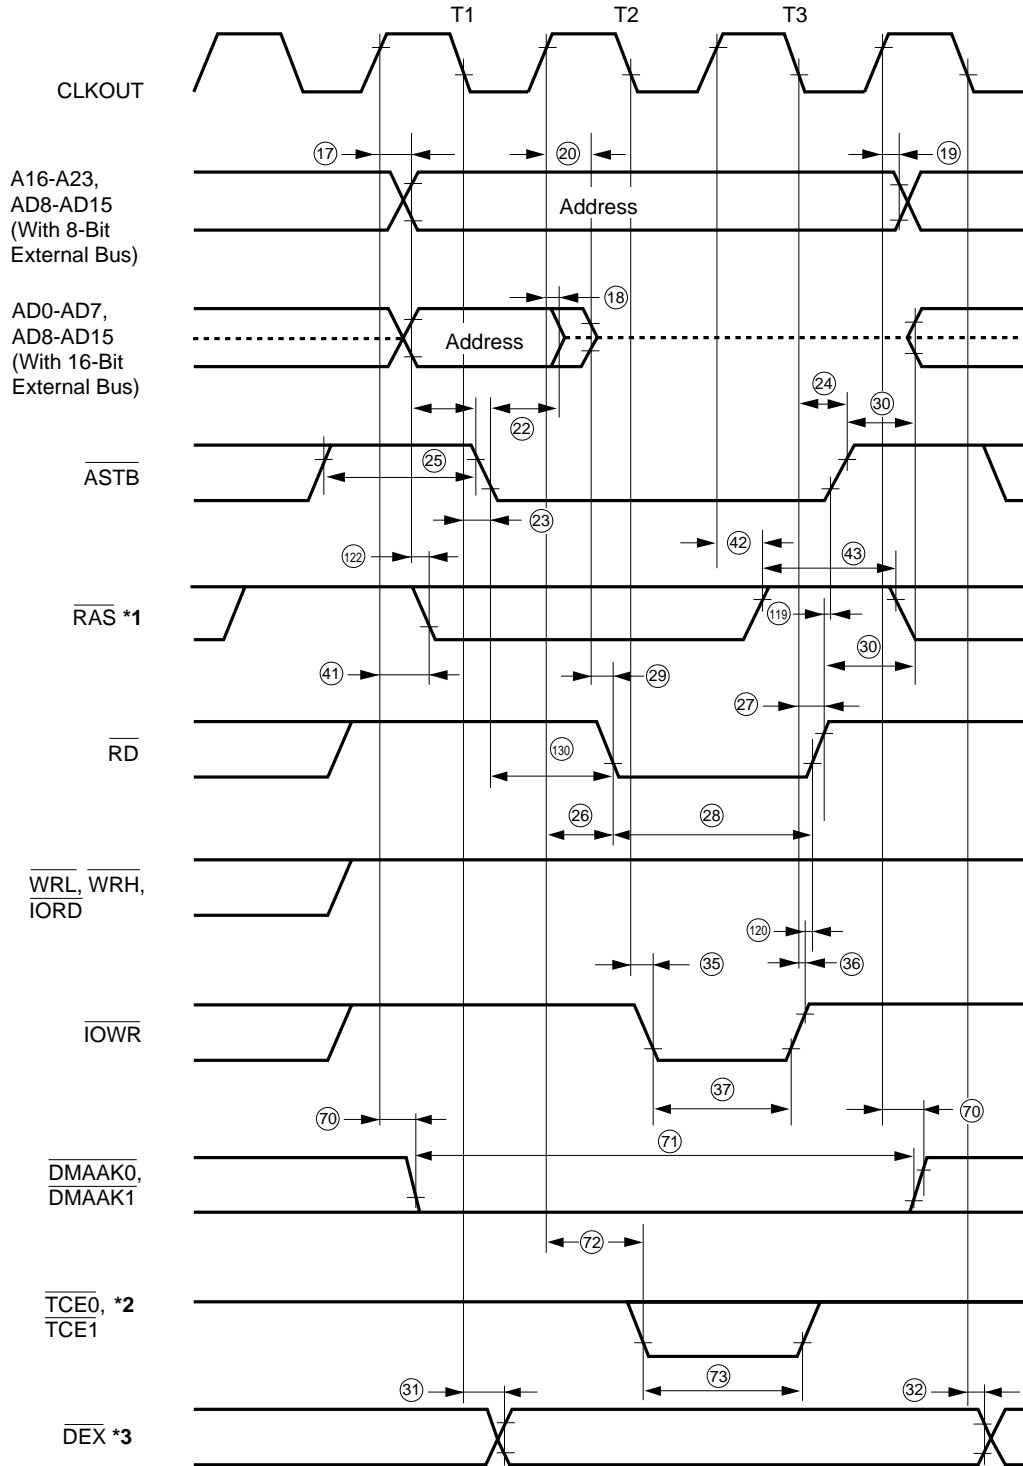 T1 T2 T3
CLKOUT
17 20 19
A16-A23,
AD8-AD15
(With 8-Bit
External Bus)
Address
18
AD0-AD7,
AD8-AD15
(With 16-Bit
External Bus)
Address
24
30
22
ASTB
25
23
42
43
122
RAS *1
119
30
41
29
27
RD
130
26 28
WRL, WRH,
IORD
120
35 36
IOWR
37
70 70
71
DMAAK0,
DMAAK1
72
TCE0, *2
TCE1
73
31 32
DEX *3